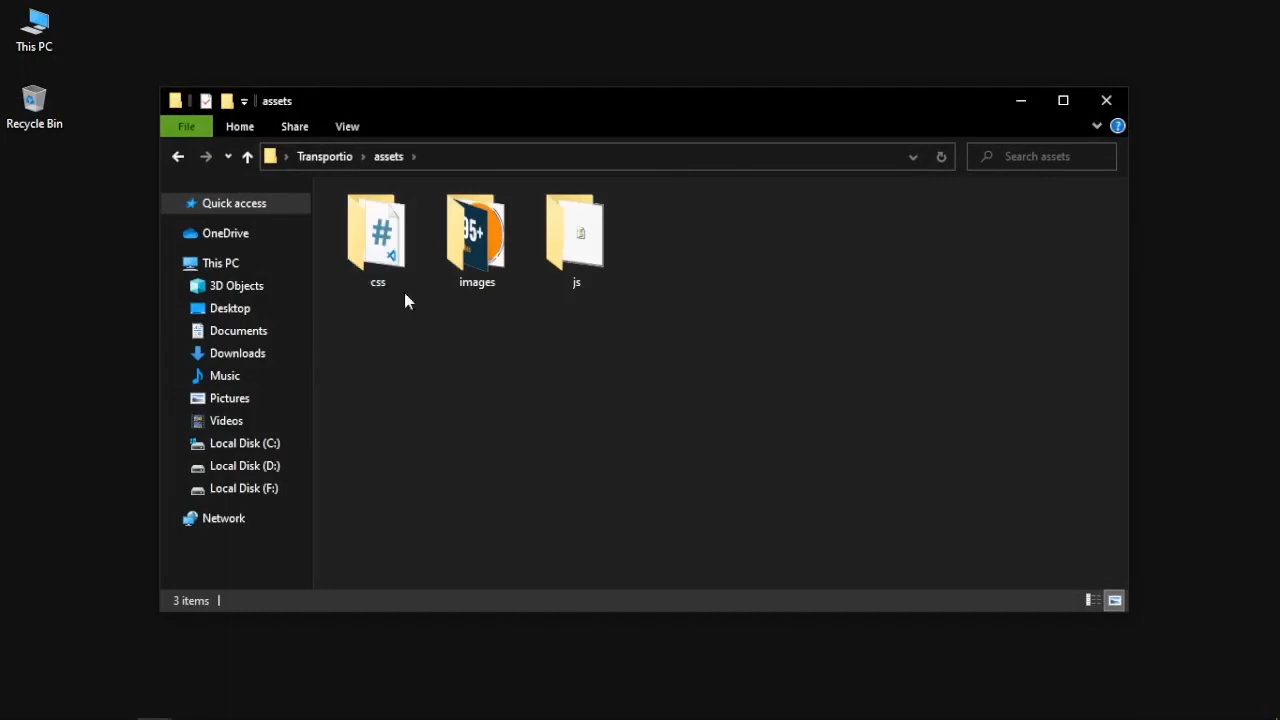 This PC
Recycle Bin
assets
File Home Share View
Transportio assets
Search assets
Quick access
OneDrive
This PC
3D Objects
Desktop
Documents
Downloads
Music
Pictures
Videos
Local Disk (C:)
Local Disk (D:)
Local Disk (F:)
Network
#
95+
css images js
3 items